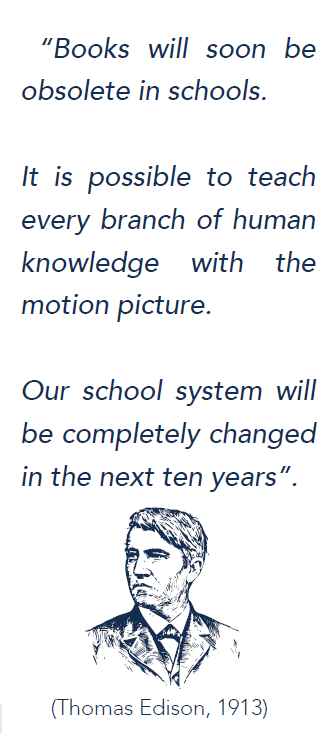 “Books will soon be
obsolete in schools.
It is possible to teach
every branch of human
knowledge with the
motion picture.
Our school system will
be completely changed
in the next ten years”.
(Thomas Edison, 1913)